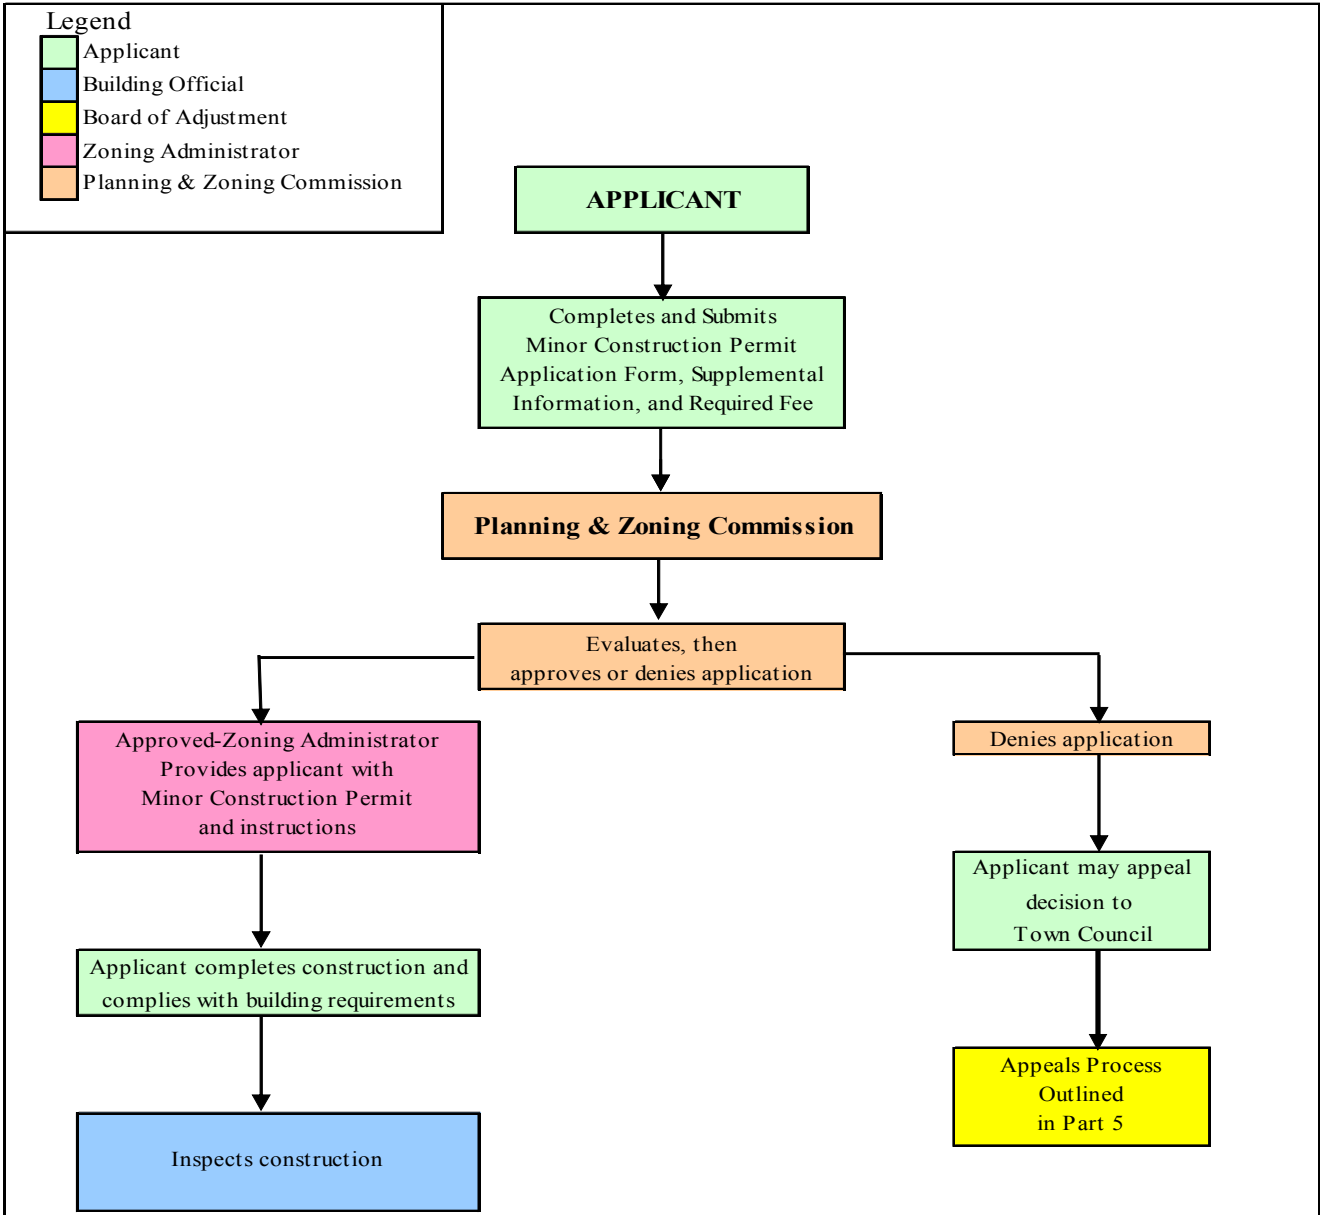 Legend
Applicant
Building Official
Board of Adjustment
Zoning Administrator
Planning & Zoning Commission
APPLICANT
Completes and Submits
Minor Construction Permit
Application Form, Supplemental
Information, and Required Fee
Planning & Zoning Commission
Evaluates, then
approves or denies application
Approved-Zoning Administrator
Provides applicant with
Minor Construction Permit
and instructions
Denies application
Applicant may appeal
decision to
Town Council
Applicant completes construction and
complies with building requirements
Appeals Process
Outlined
in Part 5
Inspects construction